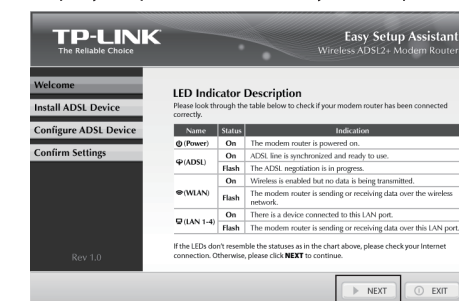 TP-LINK
The Reliable Choice
Easy Setup Assistant
Wireless ADSL2+ Modem Router
Welcome
Install ADSL Device
Configure ADSL Device
Confirm Settings
Rev 1.0
LED Indicator Description
Please look through the table below to check if your modem router has been connected
correctly.
Name Status Indication
(Power) On The modem router is powered on.
(ADSL) On ADSL line is synchronized and ready to use.
Flash The ADSL negotiation is in progress.
(WLAN) On Wireless is enabled but no data is being transmitted.
Flash The modem router is sending or receiving data over the wireless
network.
(LAN 1-4) On There is a device connected to this LAN port.
Flash The modem router is sending or receiving data over this LAN port.
If the LEDs don't resemble the statuses as in the chart above, please check your Internet
connection. Otherwise, please click NEXT to continue.
NEXT EXIT